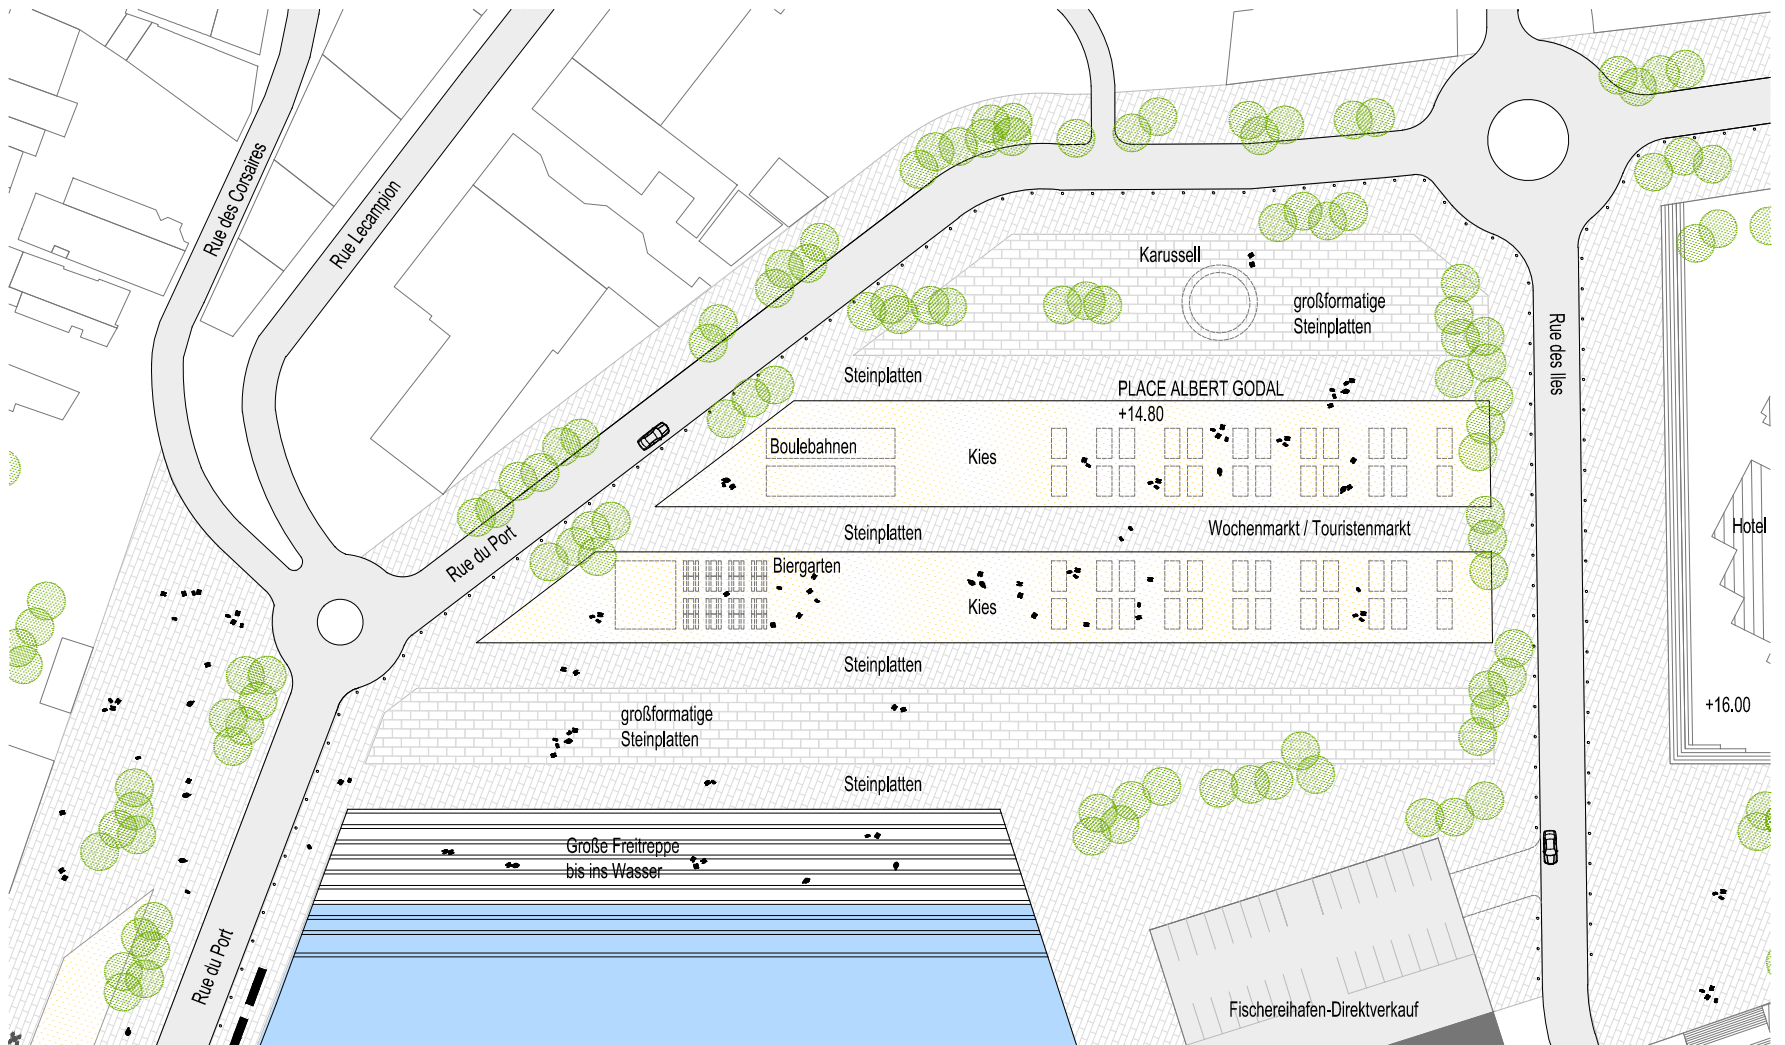 Rue des Corsaires
Rue Lecampion
Karussell
großformatige
Steinplatten
Rue des Iles
Steinplatten
PLACE ALBERT GODAL
+14.80
Boulebahnen
Kies
Hotel
Steinplatten
Wochenmarkt / Touristenmarkt
Rue du Port
Biergarten
Kies
Steinplatten
+16.00
großformatige
Steinplatten
Steinplatten
Große Freitreppe
bis ins Wasser
Rue du Port
Fischereihafen-Direktverkauf